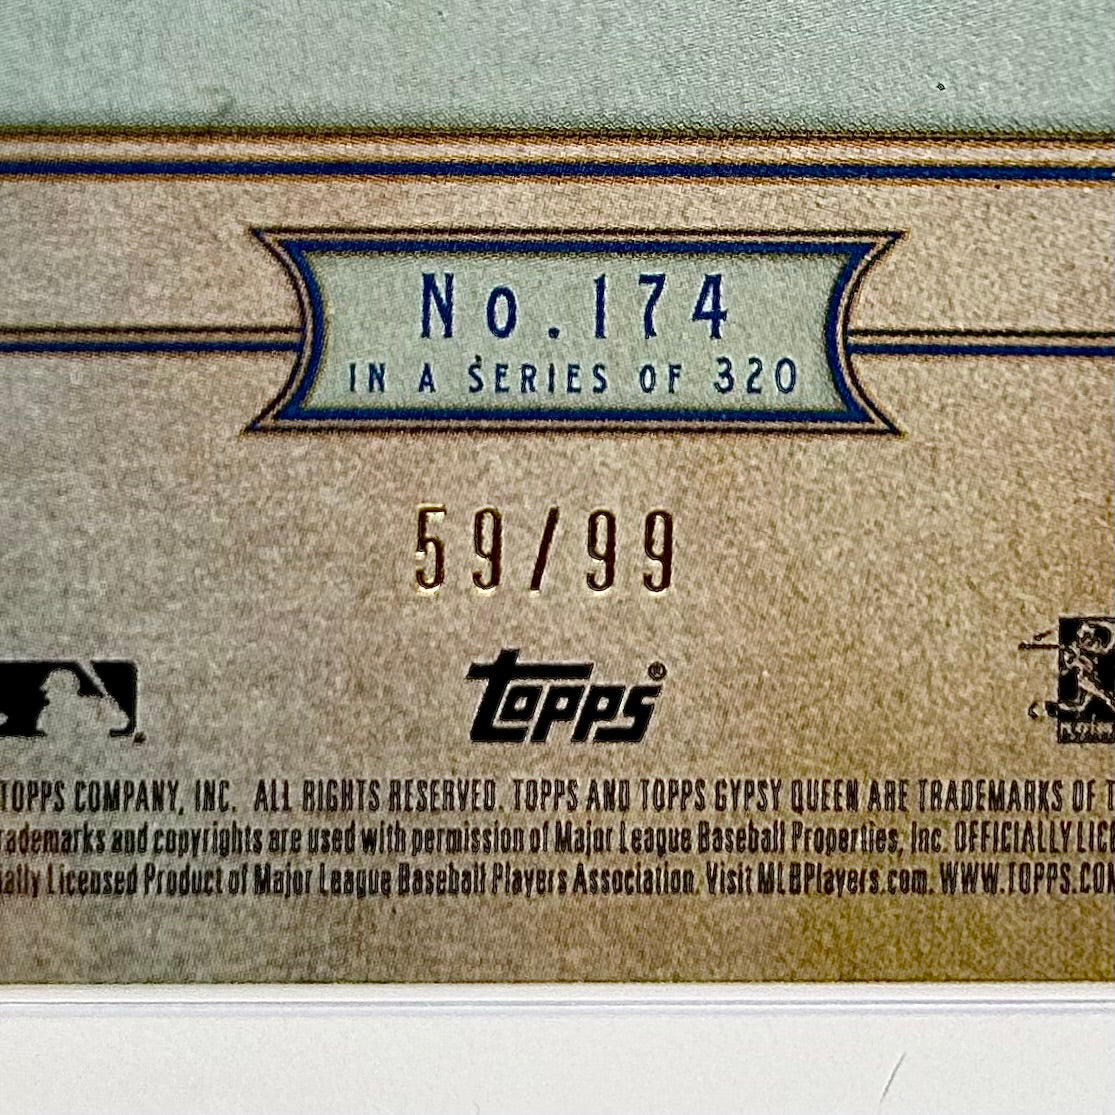 No. 174
IN A SERIES OF 320
59/99
Topps®
TOPPS COMPANY, INC. ALL RIGHTS RESERVED. TOPPS AND TOPPS GYPSY QUEEN ARE TRADEMARKS OF T
rademarks and copyrights are used with permission of Major League Baseball Properties, Inc. OFFICIALLY LICE
ially Licensed Product of Major League Baseball Players Association. Visit MLBPlayers.com. WWW.TOPPS.COM